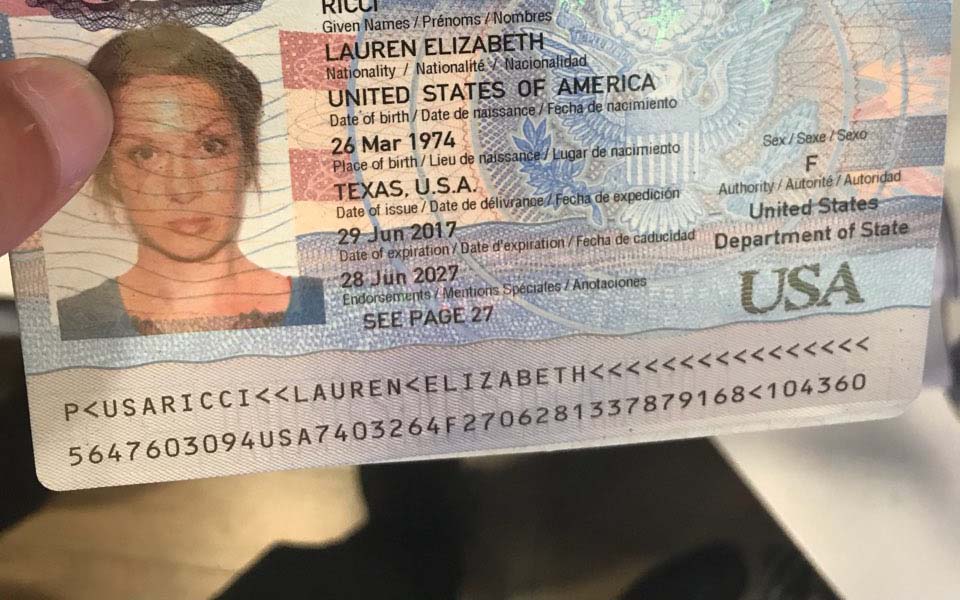 RICCI
Given Names / Prénoms / Nombres
LAUREN ELIZABETH
Nationality / Nationalité / Nacionalidad
UNITED STATES OF AMERICA
Date of birth / Date de naissance / Fecha de nacimiento
26 Mar 1974
Place of birth / Lieu de naissance / Lugar de nacimiento
TEXAS, U.S.A.
Date of issue / Date de délivrance / Fecha de expedición
29 Jun 2017
Date of expiration / Date d'expiration / Fecha de caducidad
28 Jun 2027
Endorsements / Mentions Spéciales / Anotaciones
SEE PAGE 27
Sex / Sexe / Sexo
F
Authority / Autorité / Autoridad
United States
Department of State
USA
P<USARICCI<<LAUREN<ELIZABETH<<<<<<<<<<<<<<<<
5647603094USA7403264F2706281337879168<104360